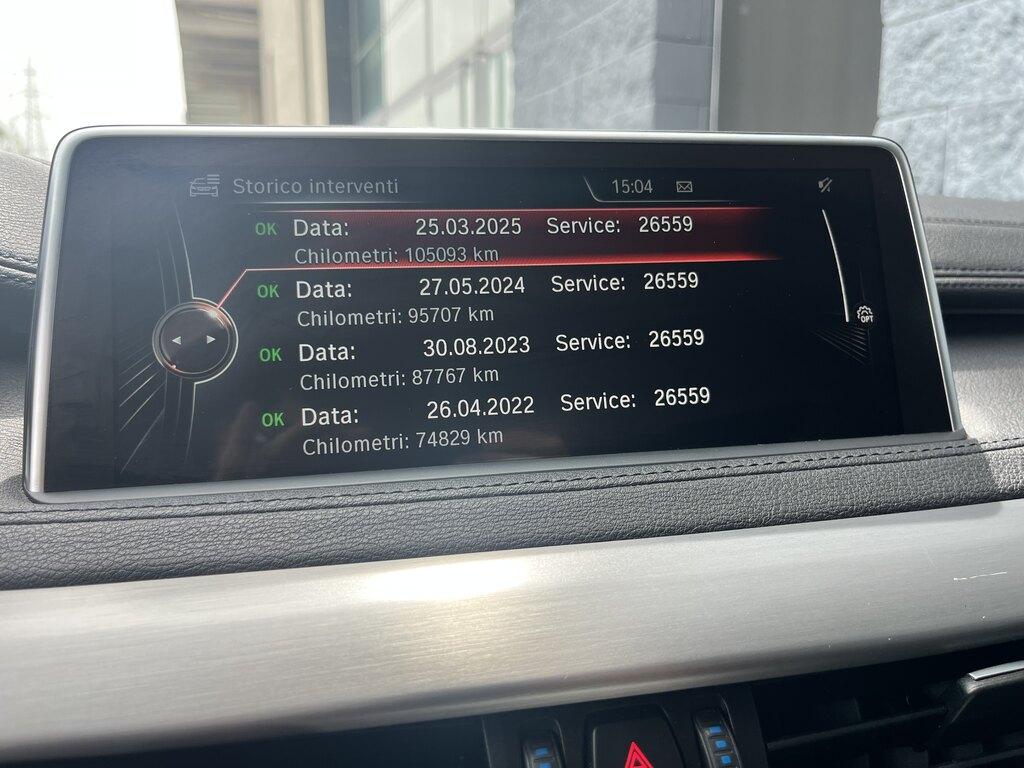 Storico interventi 15:04
OK Data: 25.03.2025 Service: 26559
Chilometri: 105093 km
OK Data: 27.05.2024 Service: 26559
Chilometri: 95707 km
OK Data: 30.08.2023 Service: 26559
Chilometri: 87767 km
OK Data: 26.04.2022 Service: 26559
Chilometri: 74829 km
OPT